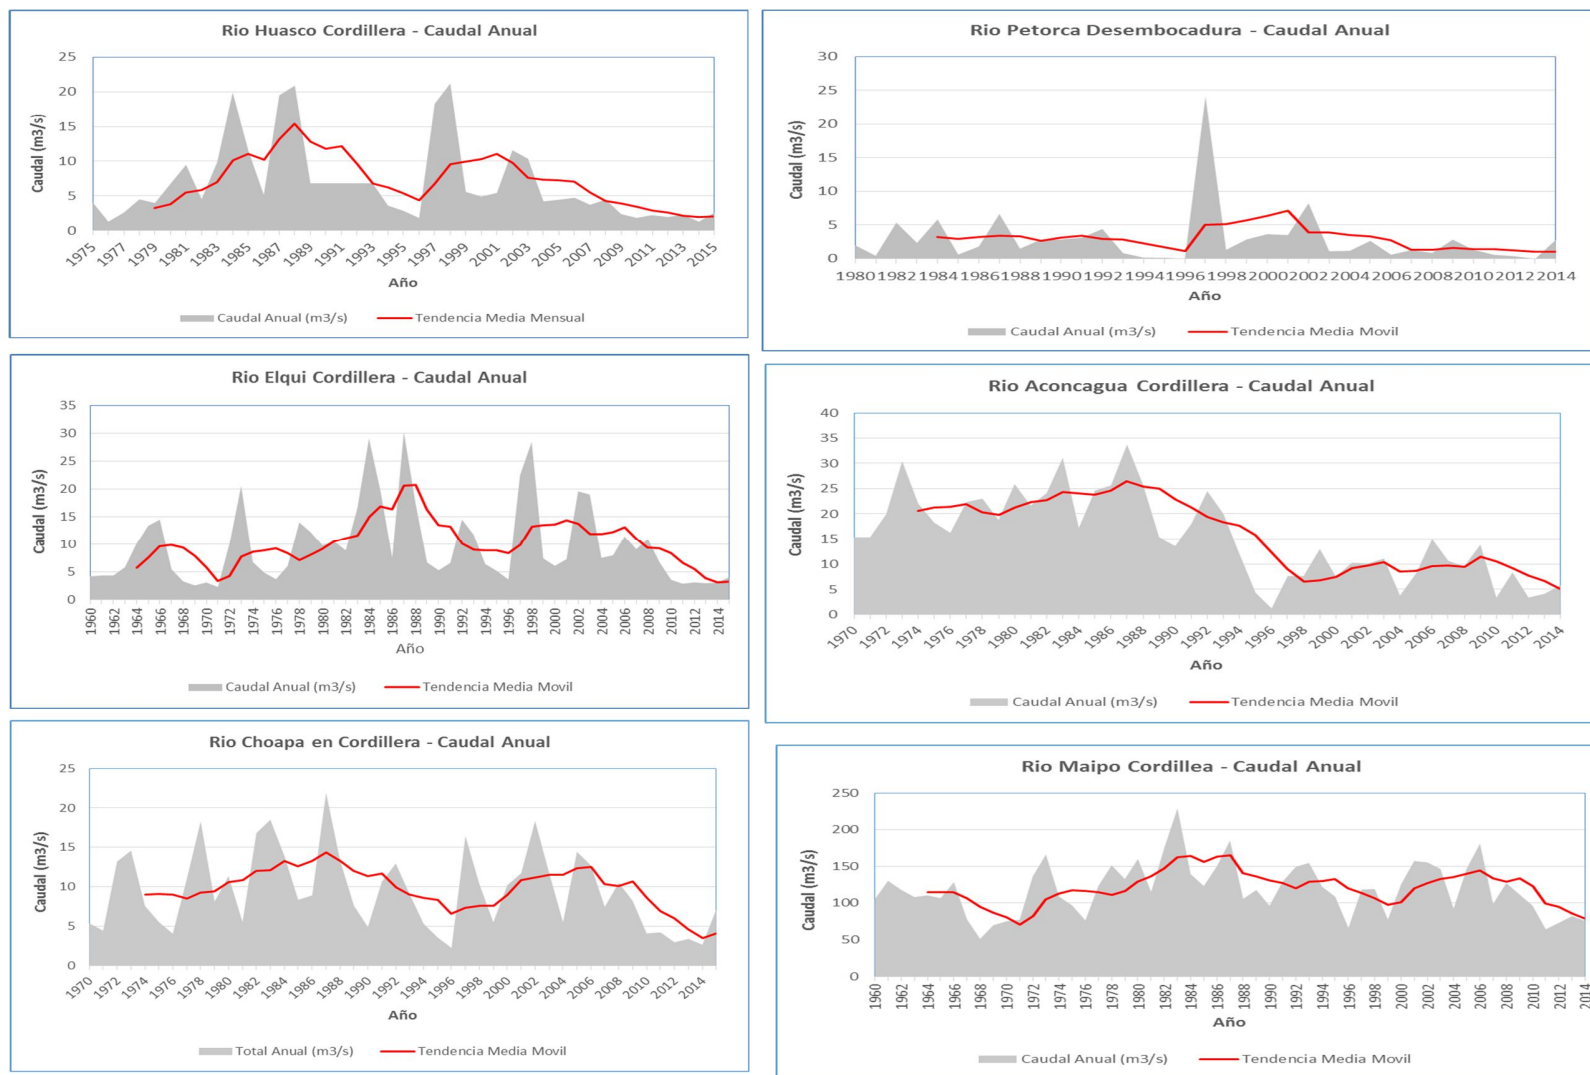 Rio Huasco Cordillera - Caudal Anual
Caudal (m3/s)
25
20
15
10
5
0
1975 1977 1979 1981 1983 1985 1987 1989 1991 1993 1995 1997 1999 2001 2003 2005 2007 2009 2011 2013 2015
Año
Caudal Anual (m3/s) Tendencia Media Mensual
Rio Petorca Desembocadura - Caudal Anual
Caudal (m3/s)
30
25
20
15
10
5
0
1980 1982 1984 1986 1988 1990 1992 1994 1996 1998 2000 2002 2004 2006 2008 2010 2012 2014
Año
Caudal Anual (m3/s) Tendencia Media Movil
Rio Elqui Cordillera - Caudal Anual
Caudal (m3/s)
35
30
25
20
15
10
5
0
1960 1962 1964 1966 1968 1970 1972 1974 1976 1978 1980 1982 1984 1986 1988 1990 1992 1994 1996 1998 2000 2002 2004 2006 2008 2010 2012 2014
Año
Caudal Anual (m3/s) Tendencia Media Movil
Rio Aconcagua Cordillera - Caudal Anual
Caudal (m3/s)
40
35
30
25
20
15
10
5
0
1970 1972 1974 1976 1978 1980 1982 1984 1986 1988 1990 1992 1994 1996 1998 2000 2002 2004 2006 2008 2010 2012 2014
Año
Caudal Anual (m3/s) Tendencia Media Movil
Rio Choapa en Cordillera - Caudal Anual
Caudal (m3/s)
25
20
15
10
5
0
1970 1972 1974 1976 1978 1980 1982 1984 1986 1988 1990 1992 1994 1996 1998 2000 2002 2004 2006 2008 2010 2012 2014
Año
Total Anual (m3/s) Tendencia Media Movil
Rio Maipo Cordillea - Caudal Anual
Caudal (m3/s)
250
200
150
100
50
0
1960 1962 1964 1966 1968 1970 1972 1974 1976 1978 1980 1982 1984 1986 1988 1990 1992 1994 1996 1998 2000 2002 2004 2006 2008 2010 2012 2014
Año
Caudal Anual (m3/s) Tendencia Media Movil